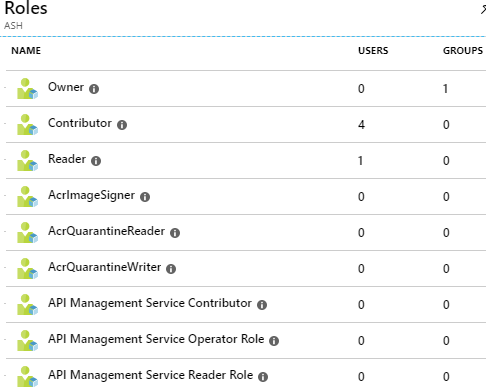 Roles
ASH
NAME USERS GROUPS
Owner 0 1
Contributor 4 0
Reader 1 0
AcrImageSigner 0 0
AcrQuarantineReader 0 0
AcrQuarantineWriter 0 0
API Management Service Contributor 0 0
API Management Service Operator Role 0 0
API Management Service Reader Role 0 0